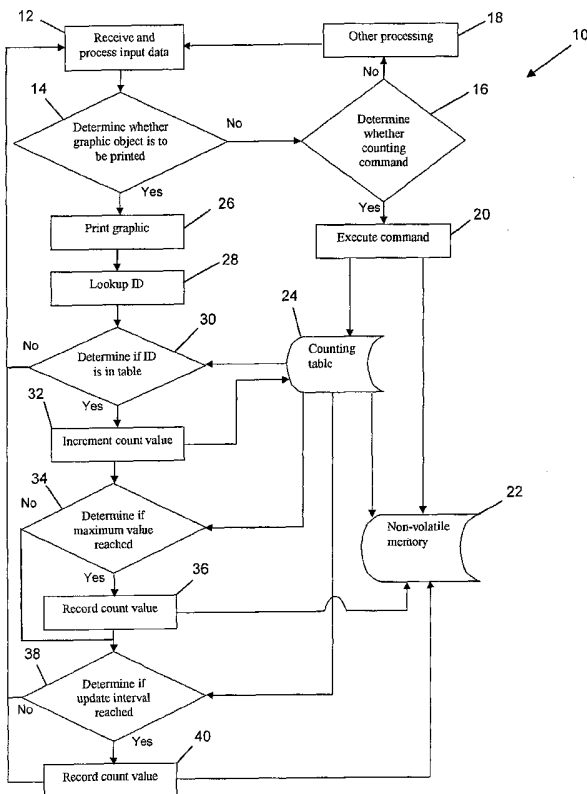 12
Receive and
process input data
Other processing
18
10
14
Determine whether
graphic object is to
be printed
No
No
16
Determine
whether
counting
command
Yes
Yes
Print graphic
26
Execute command
20
Lookup ID
28
24
Counting
table
No
30
Determine if ID
is in table
Yes
32
Increment count value
34
No
Determine if
maximum value
reached
Non-volatile
memory
22
Yes
36
Record count value
38
Determine if
update interval
reached
No
Yes
40
Record count value